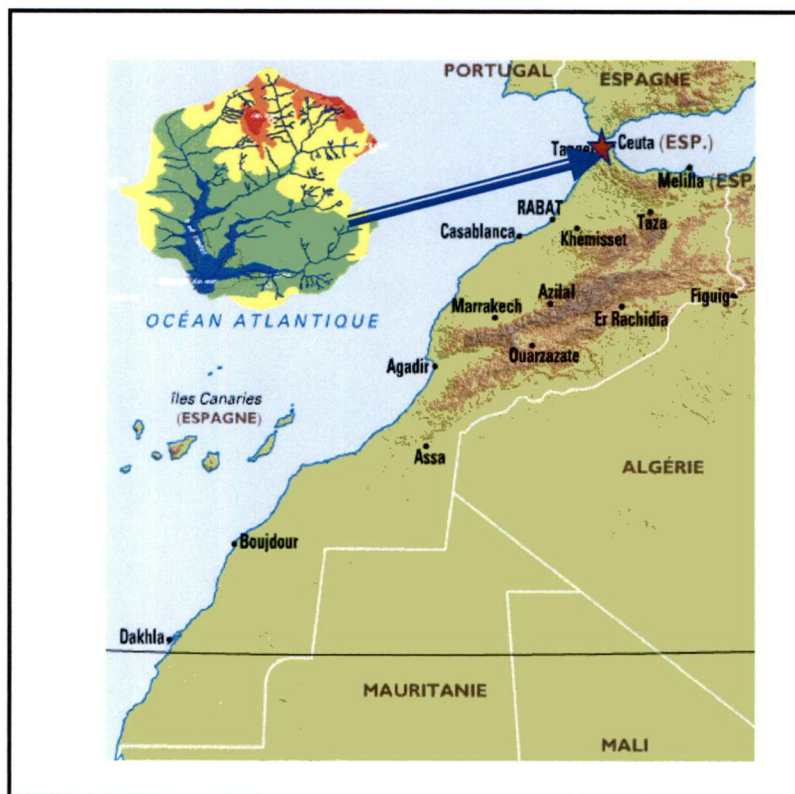 PORTUGAL
ESPAGNE
Ceuta (ESP.)
Melilla (ESP
RABAT
Taza
Casablanca
Khémisset
Azilal
Figuig
Marrakech
Er Rachidia
OCÉAN ATLANTIQUE
Ouarzazate
Agadir
Îles Canaries
(ESPAGNE)
Assa
ALGÉRIE
Boujdour
Dakhla
MAURITANIE
MALI